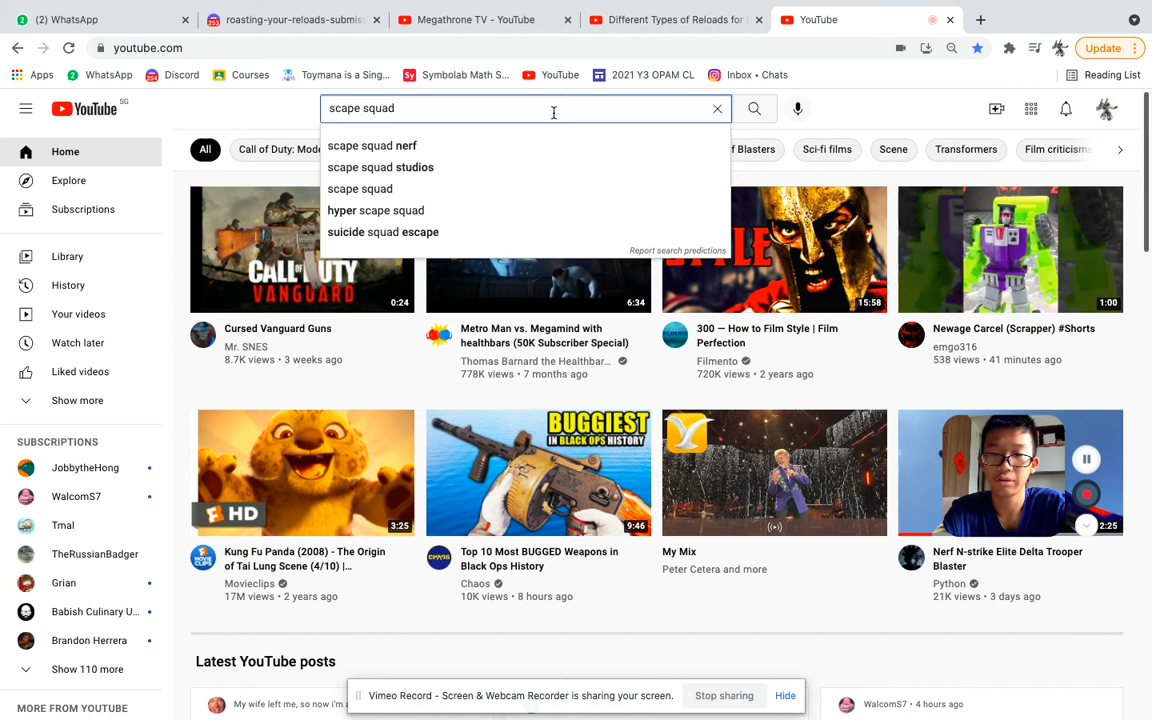 2 WhatsApp
253 roasting-your-reloads-submiss
Megathrone TV - YouTube
Different Types of Reloads for
YouTube
youtube.com
Update
Apps
2 WhatsApp
254 Discord
Courses
Toymana is a Sing...
Sy Symbolab Math S...
YouTube
2021 Y3 OPAM CL
Inbox • Chats
Reading List
YouTube SG
scape squad
scape squad nerf
scape squad studios
scape squad
hyper scape squad
suicide squad escape
Report search predictions
Home
Explore
Subscriptions
Library
History
Your videos
Watch later
Liked videos
Show more
SUBSCRIPTIONS
JobbytheHong
WalcomS7
Tmal
TheRussianBadger
Grian
Babish Culinary U...
Brandon Herrera
Show 110 more
MORE FROM YOUTUBE
All
Call of Duty: Mode
f Blasters
Sci-fi films
Scene
Transformers
Film criticisms
CALL OF DUTY
VANGUARD
0:24
Cursed Vanguard Guns
Mr. SNES
8.7K views • 3 weeks ago
6:34
Metro Man vs. Megamind with
healthbars (50K Subscriber Special)
Thomas Barnard the Healthbar...
778K views • 7 months ago
15:58
300 — How to Film Style | Film
Perfection
Filmento
720K views • 2 years ago
1:00
Newage Carcel (Scrapper) #Shorts
emgo316
538 views • 41 minutes ago
HD
3:25
Kung Fu Panda (2008) - The Origin
of Tai Lung Scene (4/10) |...
Movieclips
17M views • 2 years ago
BUGGIEST
IN BLACK OPS HISTORY
9:46
Top 10 Most BUGGED Weapons in
Black Ops History
Chaos
10K views • 8 hours ago
My Mix
Peter Cetera and more
2:25
Nerf N-strike Elite Delta Trooper
Blaster
Python
21K views • 3 days ago
Latest YouTube posts
My wife left me, so now i'm a
WalcomS7 • 4 hours ago
Vimeo Record - Screen & Webcam Recorder is sharing your screen.
Stop sharing
Hide